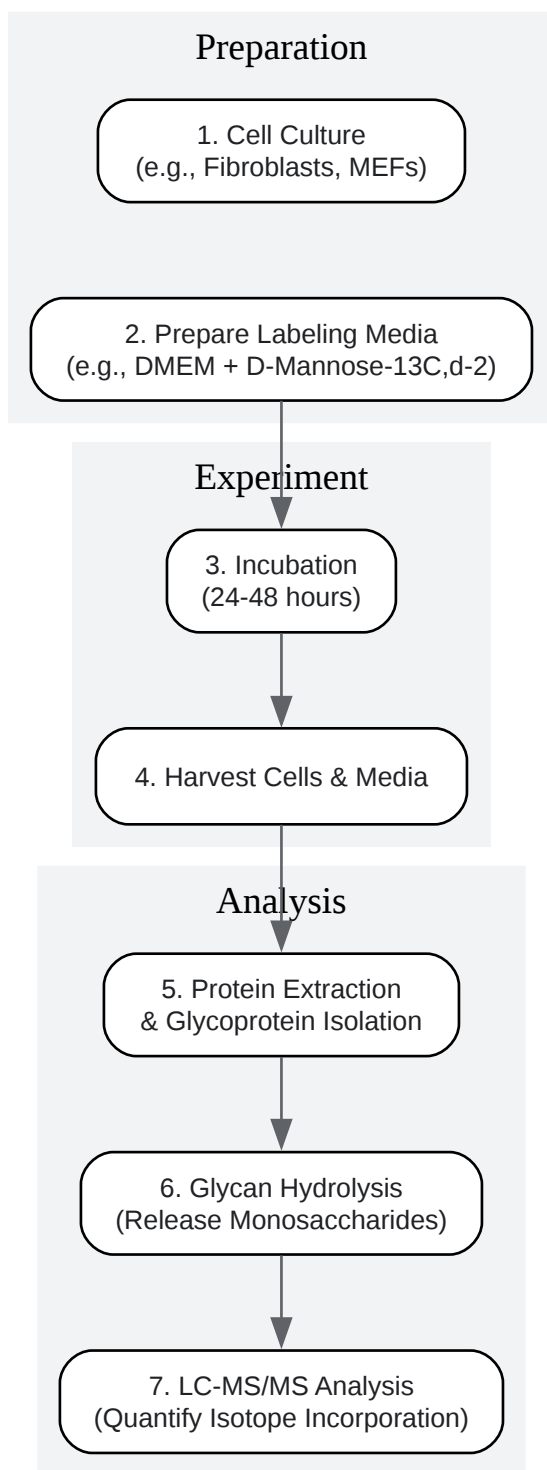 Preparation
1. Cell Culture
(e.g., Fibroblasts, MEFs)
2. Prepare Labeling Media
(e.g., DMEM + D-Mannose-13C,d-2)
Experiment
3. Incubation
(24-48 hours)
4. Harvest Cells & Media
Analysis
5. Protein Extraction
& Glycoprotein Isolation
6. Glycan Hydrolysis
(Release Monosaccharides)
7. LC-MS/MS Analysis
(Quantify Isotope Incorporation)